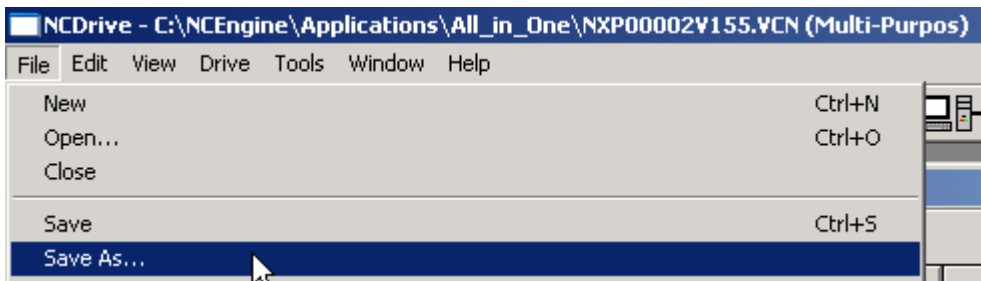 NCDrive - C:\NCEngine\Applications\All_in_One\NXP00002V155.VCN (Multi-Purpos)
File Edit View Drive Tools Window Help
New Ctrl+N
Open... Ctrl+O
Close
Save Ctrl+S
Save As...